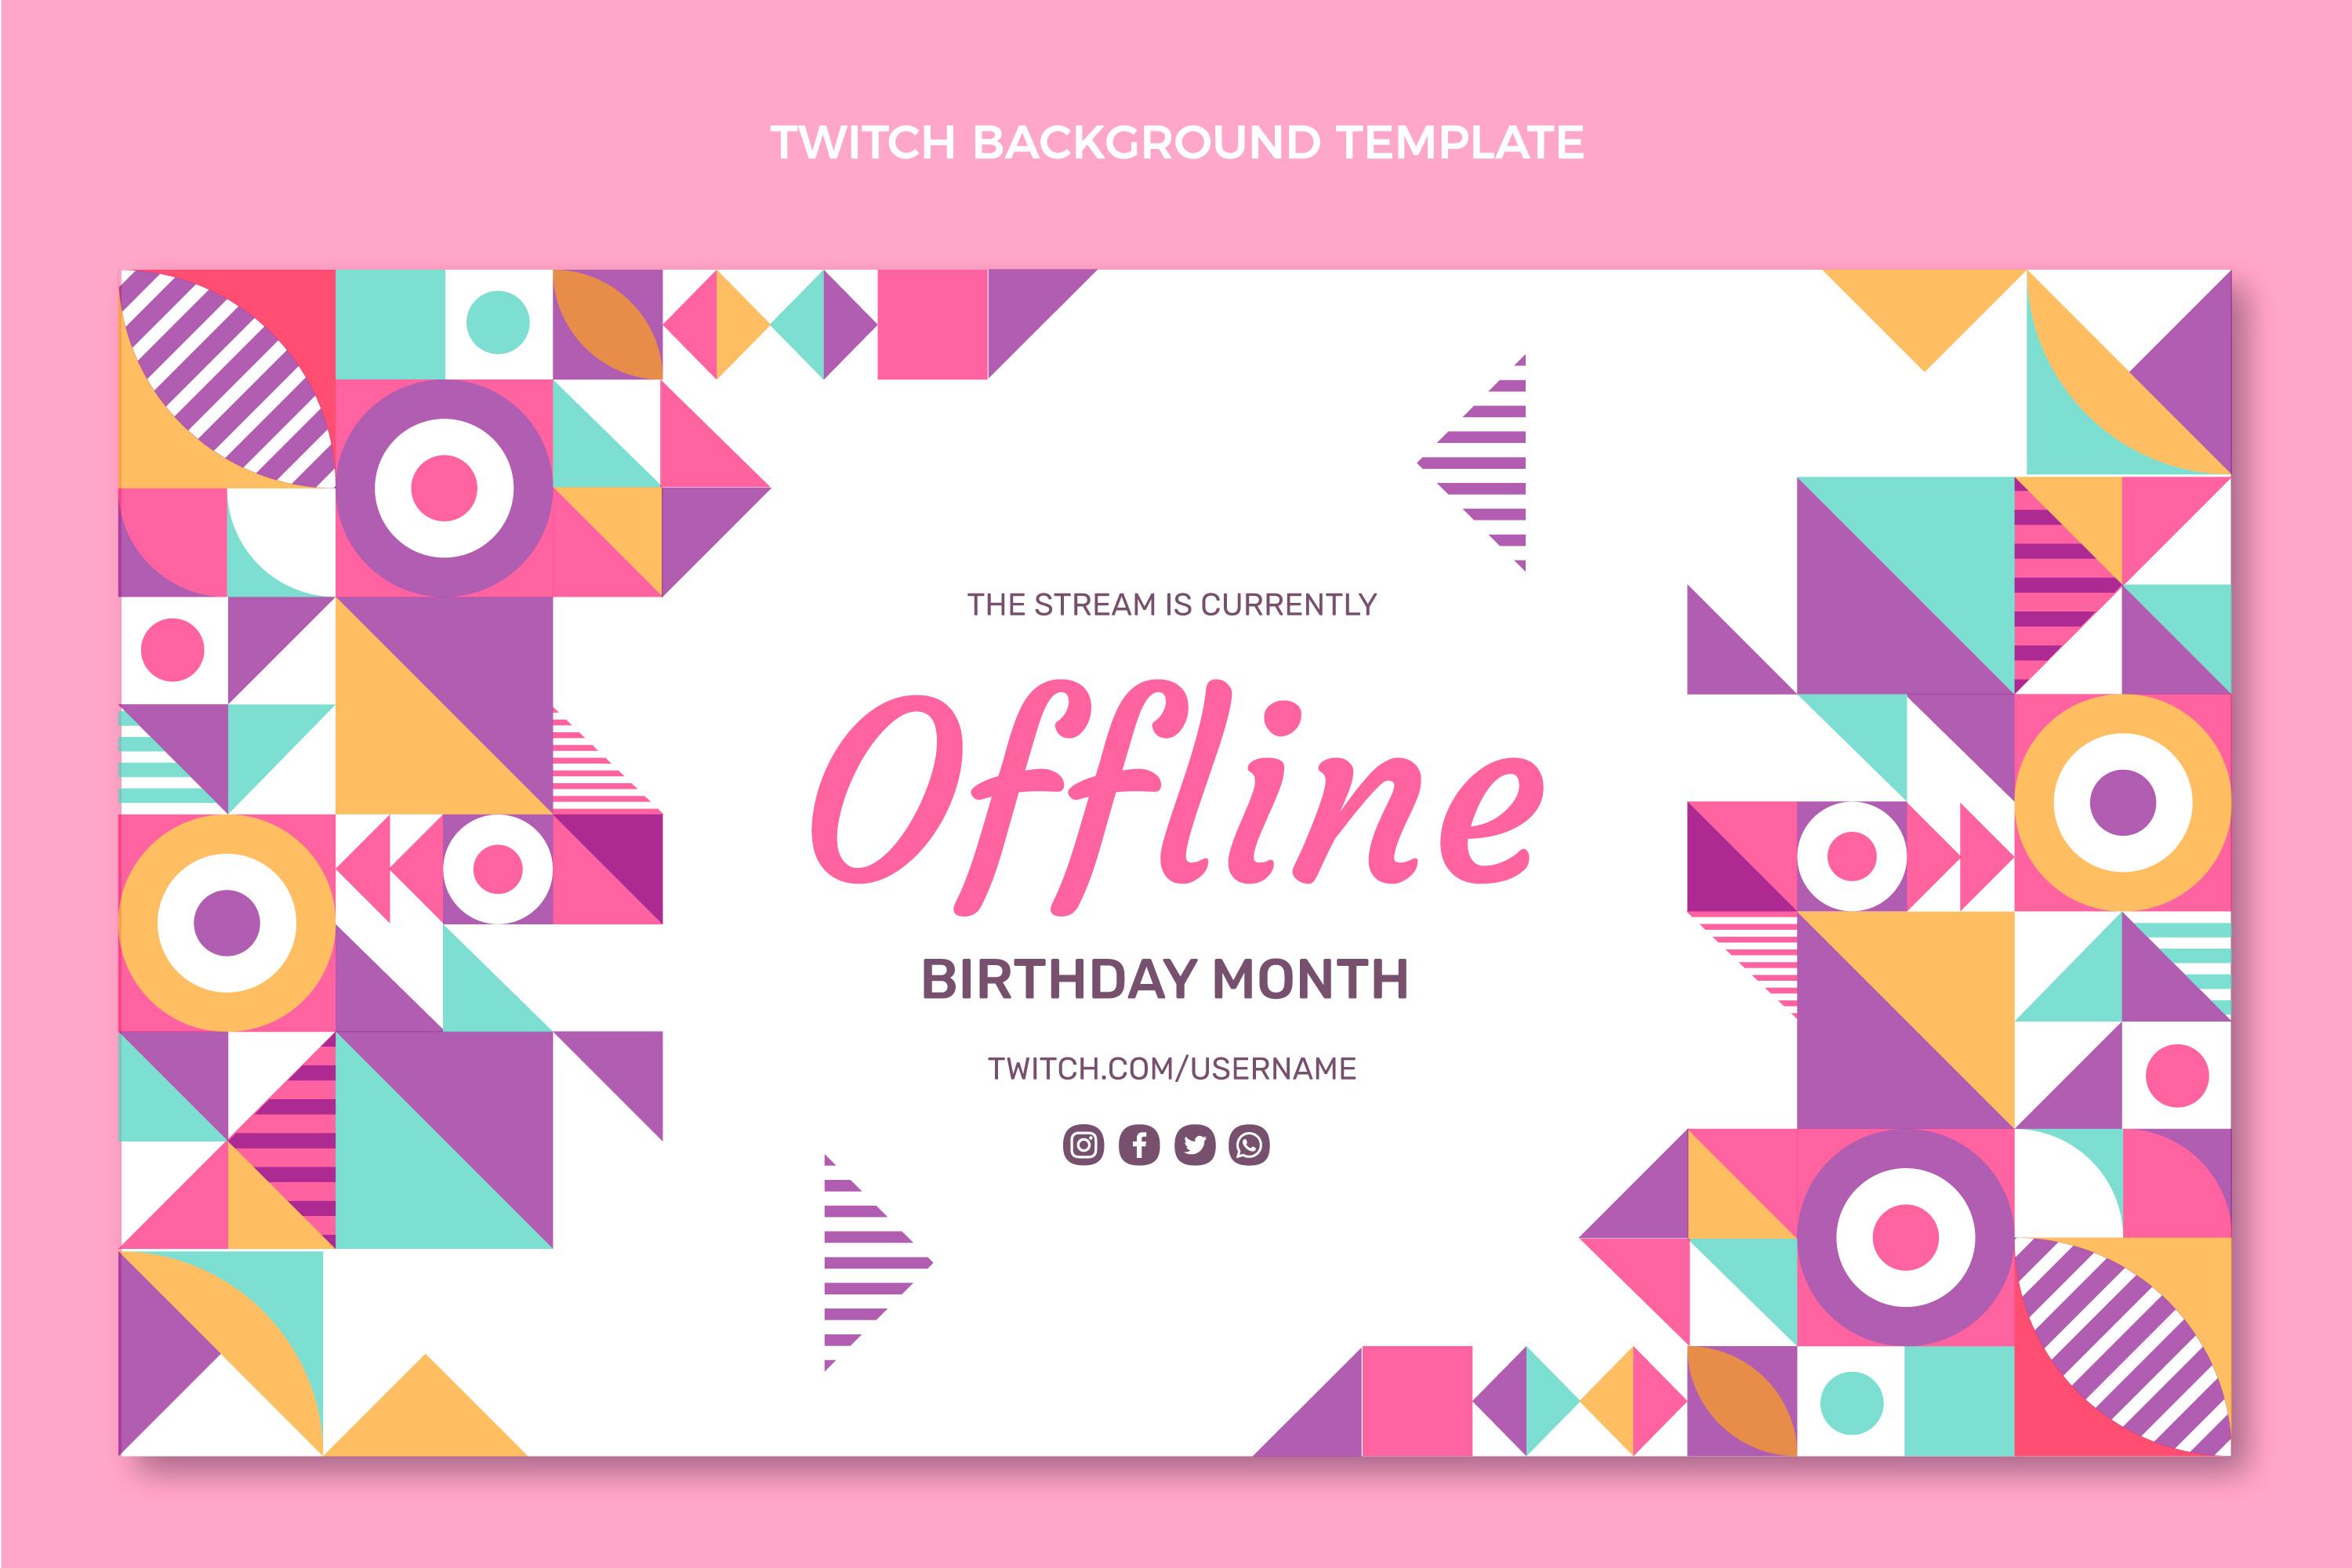 TWITCH BACKGROUND TEMPLATE
THE STREAM IS CURRENTLY
Offline
BIRTHDAY MONTH
TWITCH.COM/USERNAME